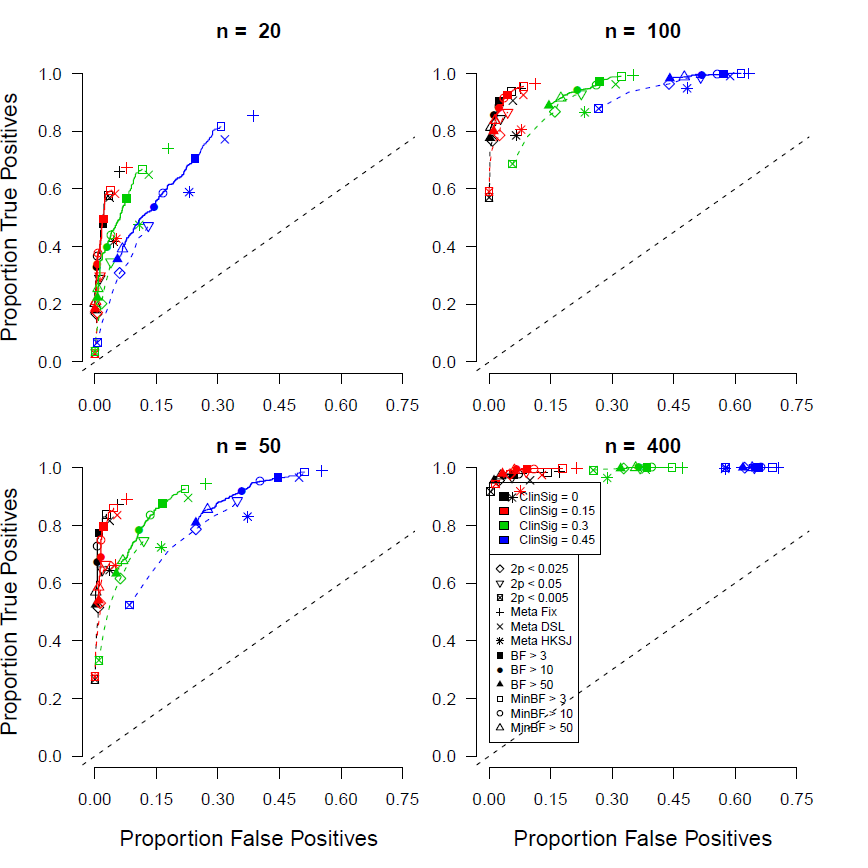 n = 20
n = 100
Proportion True Positives
1.0
0.8
0.6
0.4
0.2
0.0
0.00 0.15 0.30 0.45 0.60 0.75
1.0
0.8
0.6
0.4
0.2
0.0
0.00 0.15 0.30 0.45 0.60 0.75
n = 50
n = 400
Proportion True Positives
1.0
0.8
0.6
0.4
0.2
0.0
0.00 0.15 0.30 0.45 0.60 0.75
Proportion False Positives
1.0
0.8
0.6
0.4
0.2
0.0
ClinSig = 0
ClinSig = 0.15
ClinSig = 0.3
ClinSig = 0.45
2p < 0.025
2p < 0.05
2p < 0.005
Meta Fix
Meta DSL
Meta HKSJ
BF > 3
BF > 10
BF > 50
MinBF > 3
MinBF > 10
MinBF > 50
0.00 0.15 0.30 0.45 0.60 0.75
Proportion False Positives